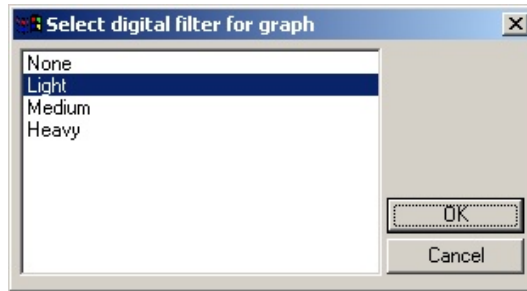 Select digital filter for graph
None
Light
Medium
Heavy
OK
Cancel